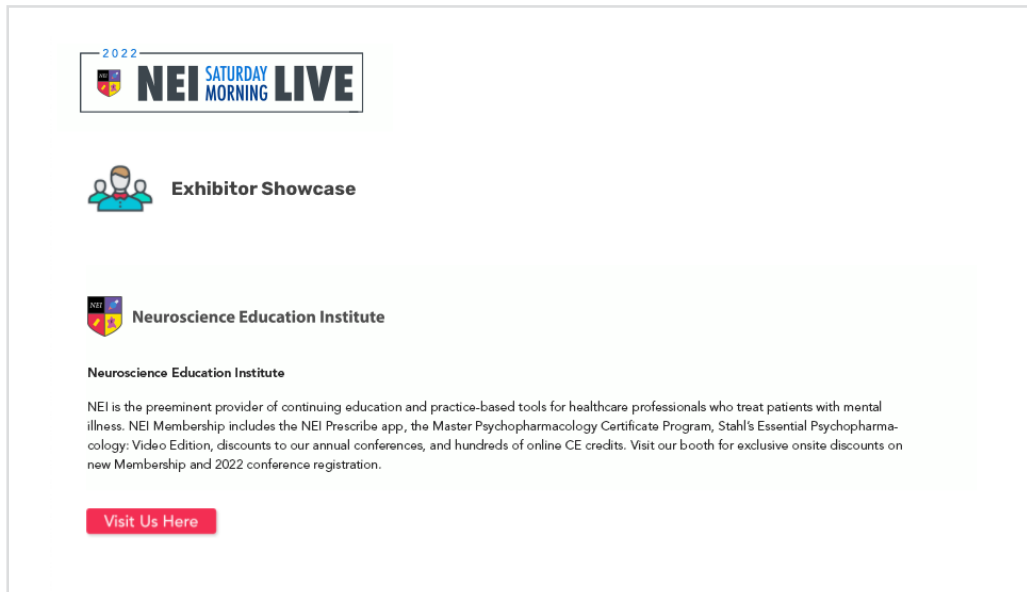 2022
NEI SATURDAY MORNING LIVE
Exhibitor Showcase
NEI
Neuroscience Education Institute
Neuroscience Education Institute
NEI is the preeminent provider of continuing education and practice-based tools for healthcare professionals who treat patients with mental
illness. NEI Membership includes the NEI Prescribe app, the Master Psychopharmacology Certificate Program, Stahl's Essential Psychopharma-
cology: Video Edition, discounts to our annual conferences, and hundreds of online CE credits. Visit our booth for exclusive onsite discounts on
new Membership and 2022 conference registration.
Visit Us Here